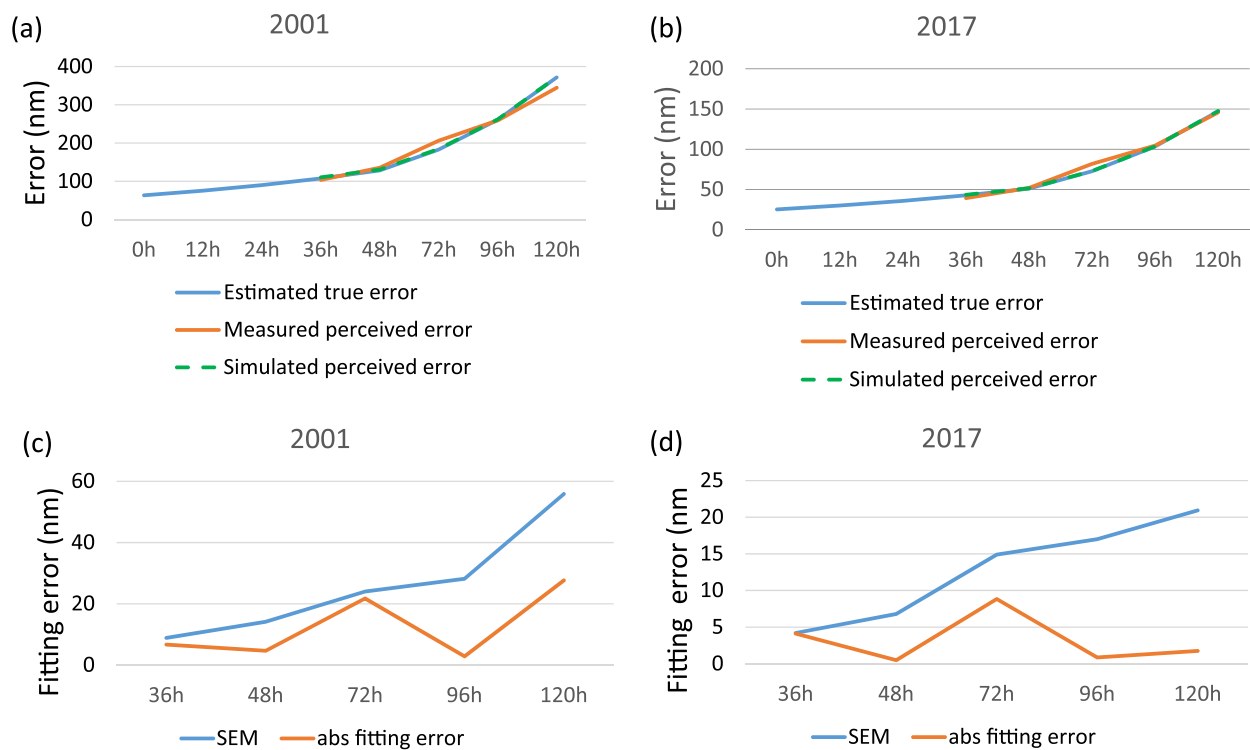 (a)
2001
Error (nm)
400
300
200
100
0
0h 12h 24h 36h 48h 72h 96h 120h
Estimated true error
Measured perceived error
Simulated perceived error
(b)
2017
Error (nm)
200
150
100
50
0
0h 12h 24h 36h 48h 72h 96h 120h
Estimated true error
Measured perceived error
Simulated perceived error
(c)
2001
Fitting error (nm)
60
40
20
0
36h 48h 72h 96h 120h
SEM abs fitting error
(d)
2017
Fitting error (nm
25
20
15
10
5
0
36h 48h 72h 96h 120h
SEM abs fitting error